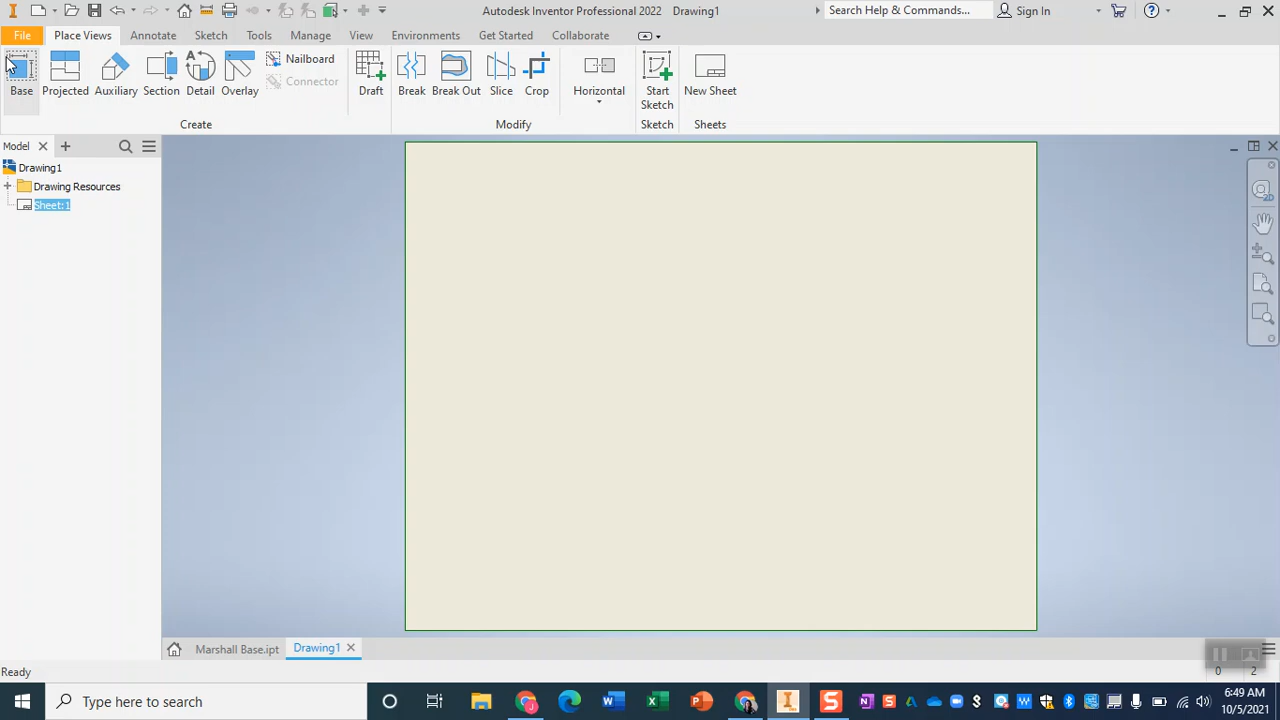 Autodesk Inventor Professional 2022 Drawing1
Search Help & Commands...
Sign In
File Place Views Annotate Sketch Tools Manage View Environments Get Started Collaborate
Base Projected Auxiliary Section Detail Overlay
Nailboard
Connector
Draft
Break Break Out Slice Crop
Horizontal
Start
Sketch
New Sheet
Create Modify Sketch Sheets
Model
Drawing1
Drawing Resources
Sheet:1
2D
Marshall Base.ipt Drawing1
Ready
0 2
Type here to search
6:49 AM
10/5/2021